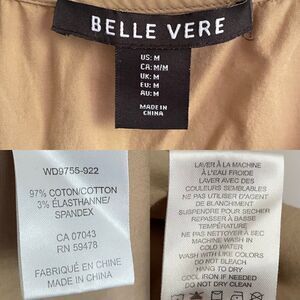 BELLE VERE
US: M
CA: M/M
UK: M
EU: M
AU: M
MADE IN
CHINA
WD9755-922
97% COTON/COTTON
3% ÉLASTHANNE/
SPANDEX
CA 07043
RN 59478
FABRIQUÉ EN CHINE
MADE IN CHINA
LAVER À LA MACHINE
À L'EAU FROIDE
LAVER AVEC DES
COULEURS SEMBLABLES
NE PAS UTILISER D'AGENT
DE BLANCHIMENT
SUSPENDRE POUR SÉCHER
REPASSER À BASSE
TEMPÉRATURE
NE PAS NETTOYER À SEC
MACHINE WASH IN
COLD WATER
WASH WITH LIKE COLORS
DO NOT BLEACH
HANG TO DRY
COOL IRON IF NEEDED
DO NOT DRY CLEAN